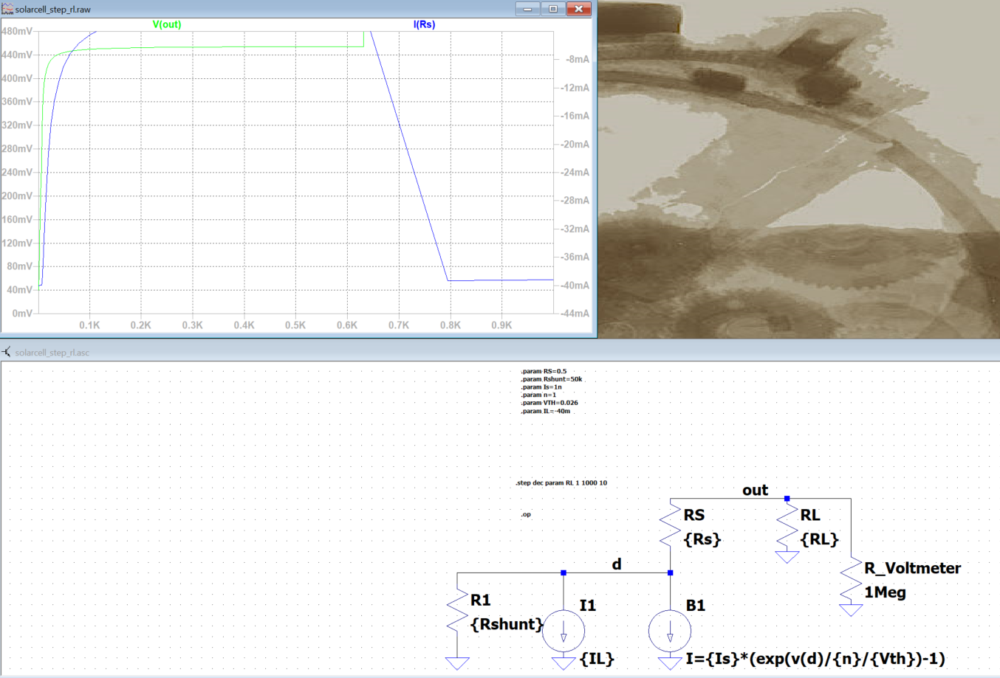 solarcell_step_rl.raw
V(out)
I(Rs)
480mV
440mV
400mV
360mV
320mV
280mV
240mV
200mV
160mV
120mV
80mV
40mV
0mV
-8mA
-12mA
-16mA
-20mA
-24mA
-28mA
-32mA
-36mA
-40mA
-44mA
0.1K 0.2K 0.3K 0.4K 0.5K 0.6K 0.7K 0.8K 0.9K
solarcell_step_rl.asc
.param RS=0.5
.param Rshunt=50k
.param Is=1n
.param n=1
.param VTH=0.026
.param IL=-40m
.step dec param RL 1 1000 10
.op
out
RS
{Rs}
RL
{RL}
d
R_Voltmeter
1Meg
R1
{Rshunt}
I1
{IL}
B1
I={Is}*(exp(v(d)/{n}/{Vth})-1)